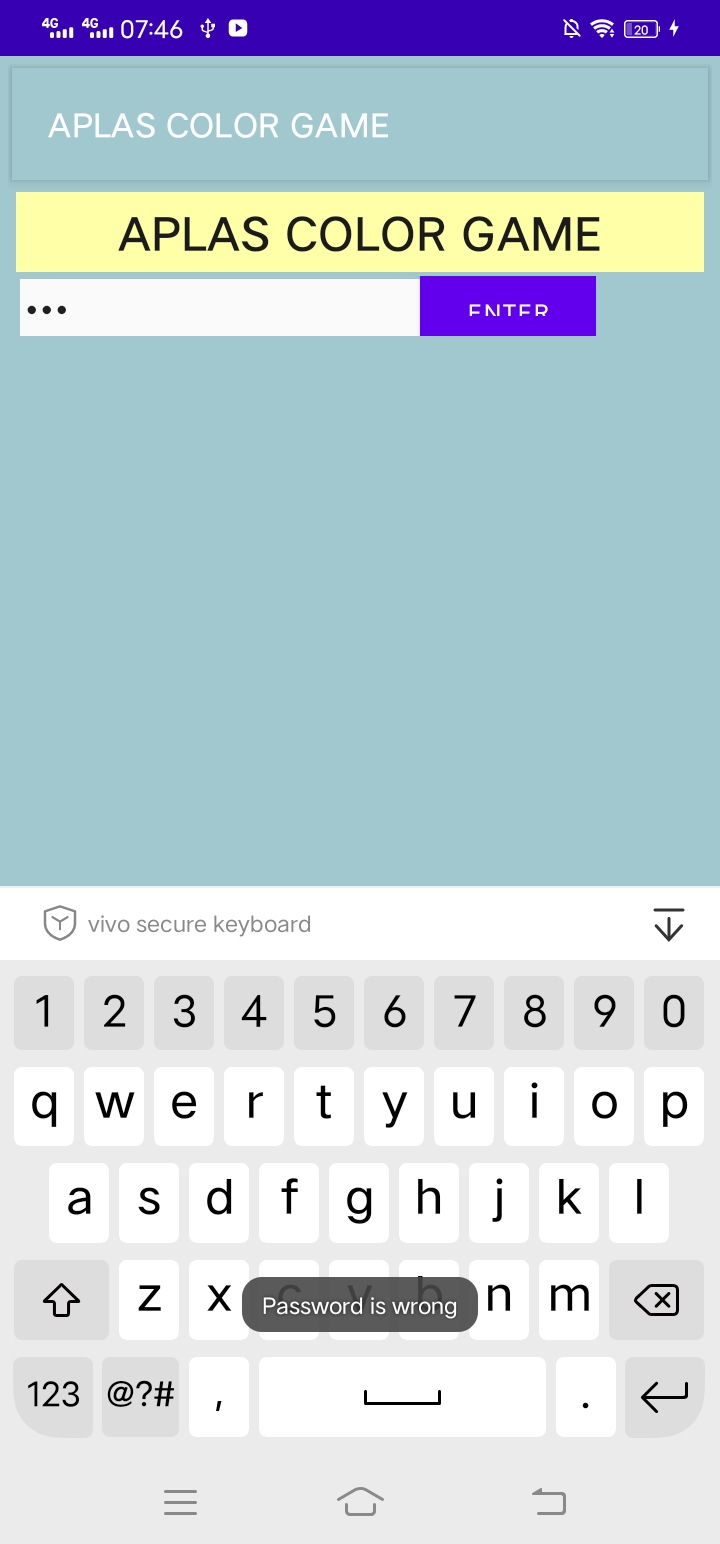 4G 4G 07:46 20
APLAS COLOR GAME
APLAS COLOR GAME
••• ENTER
vivo secure keyboard
1 2 3 4 5 6 7 8 9 0
q w e r t y u i o p
a s d f g h j k l
z x c v b n m
Password is wrong
123 @?# , .